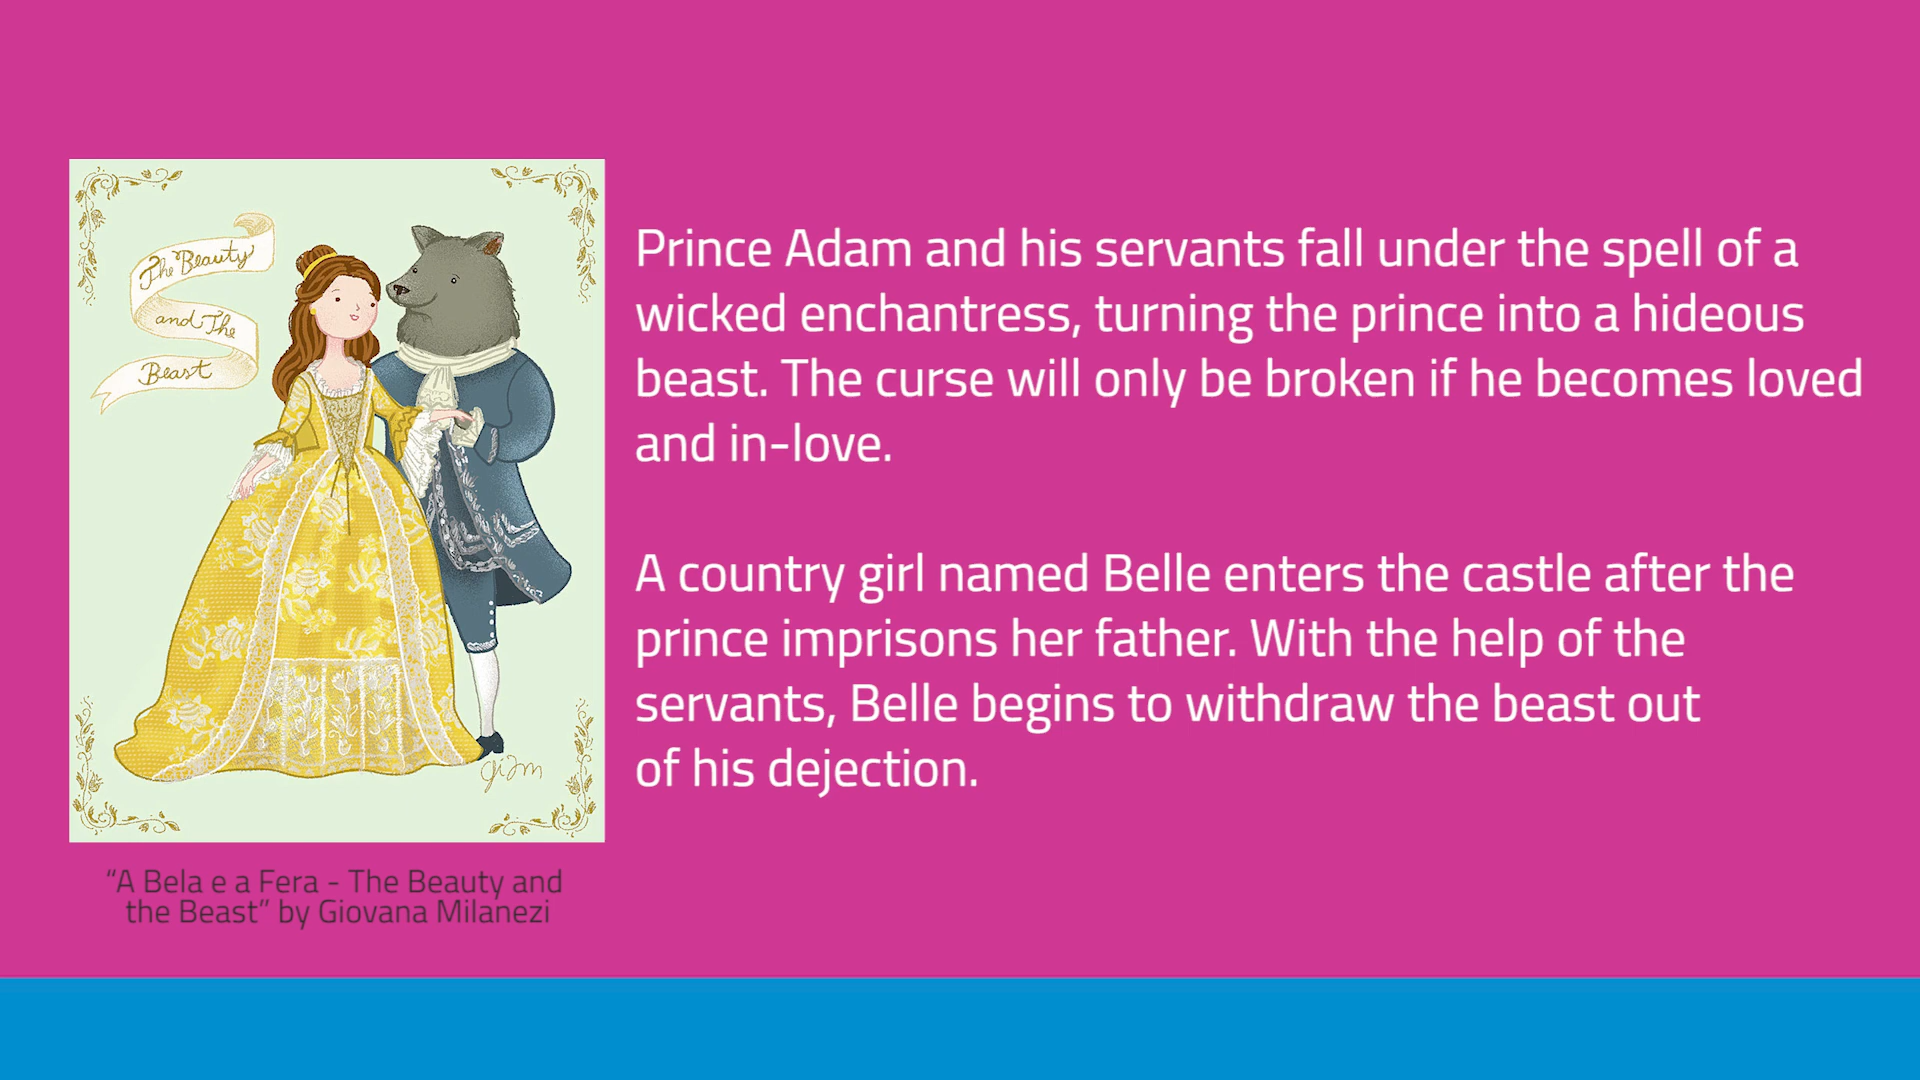 The Beauty
and The
Beast
Prince Adam and his servants fall under the spell of a
wicked enchantress, turning the prince into a hideous
beast. The curse will only be broken if he becomes loved
and in-love.
A country girl named Belle enters the castle after the
prince imprisons her father. With the help of the
servants, Belle begins to withdraw the beast out
of his dejection.
“A Bela e a Fera - The Beauty and
the Beast” by Giovana Milanezi